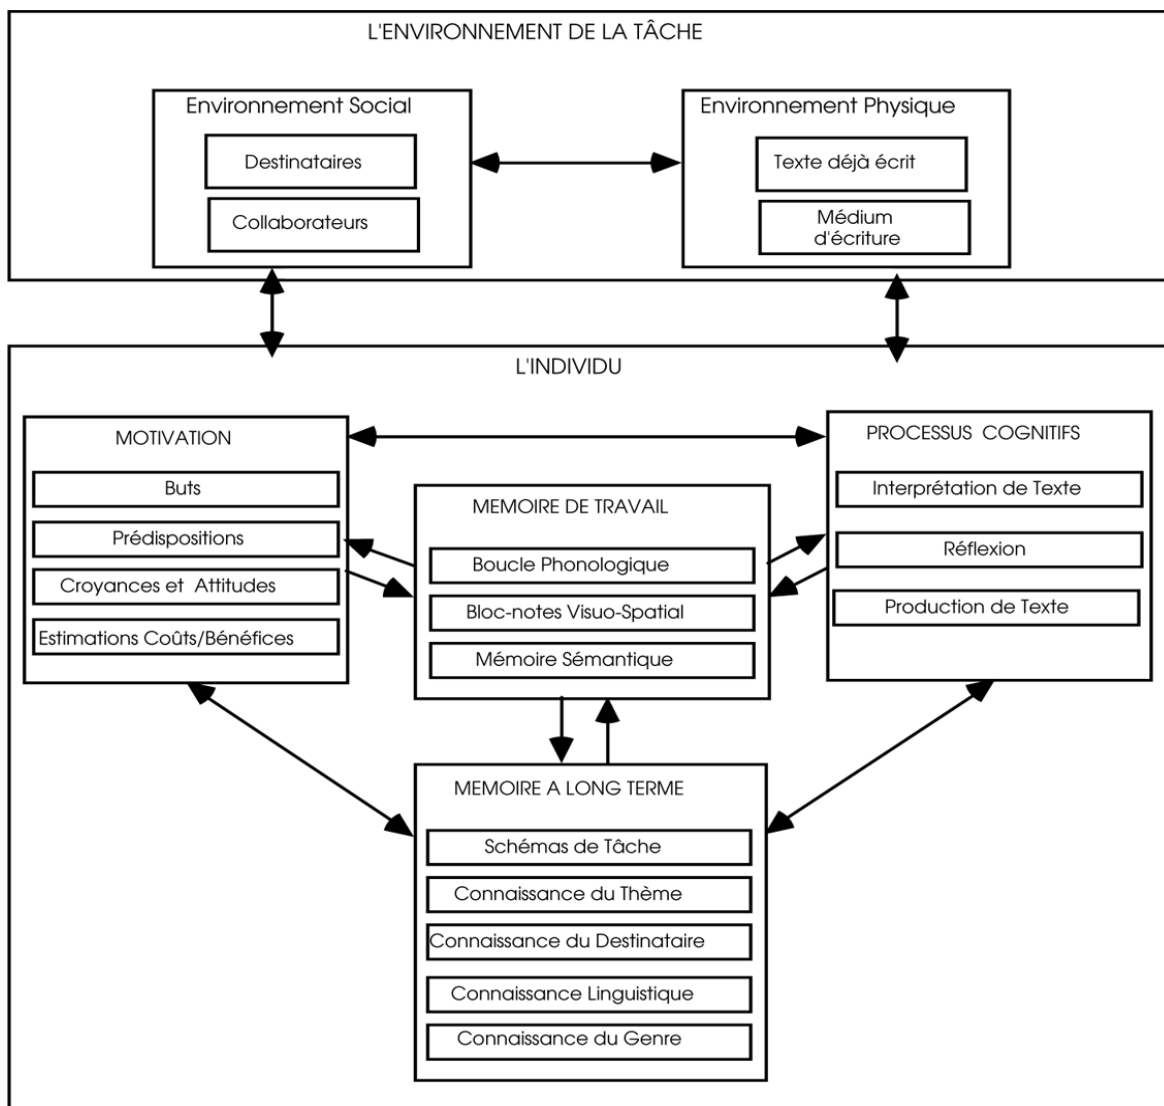 L'ENVIRONNEMENT DE LA TÂCHE
Environnement Social
Destinataires
Collaborateurs
Environnement Physique
Texte déjà écrit
Médium
d'écriture
L'INDIVIDU
MOTIVATION
Buts
Prédispositions
Croyances et Attitudes
Estimations Coûts/Bénéfices
MEMOIRE DE TRAVAIL
Boucle Phonologique
Bloc-notes Visuo-Spatial
Mémoire Sémantique
PROCESSUS COGNITIFS
Interprétation de Texte
Réflexion
Production de Texte
MEMOIRE A LONG TERME
Schémas de Tâche
Connaissance du Thème
Connaissance du Destinataire
Connaissance Linguistique
Connaissance du Genre